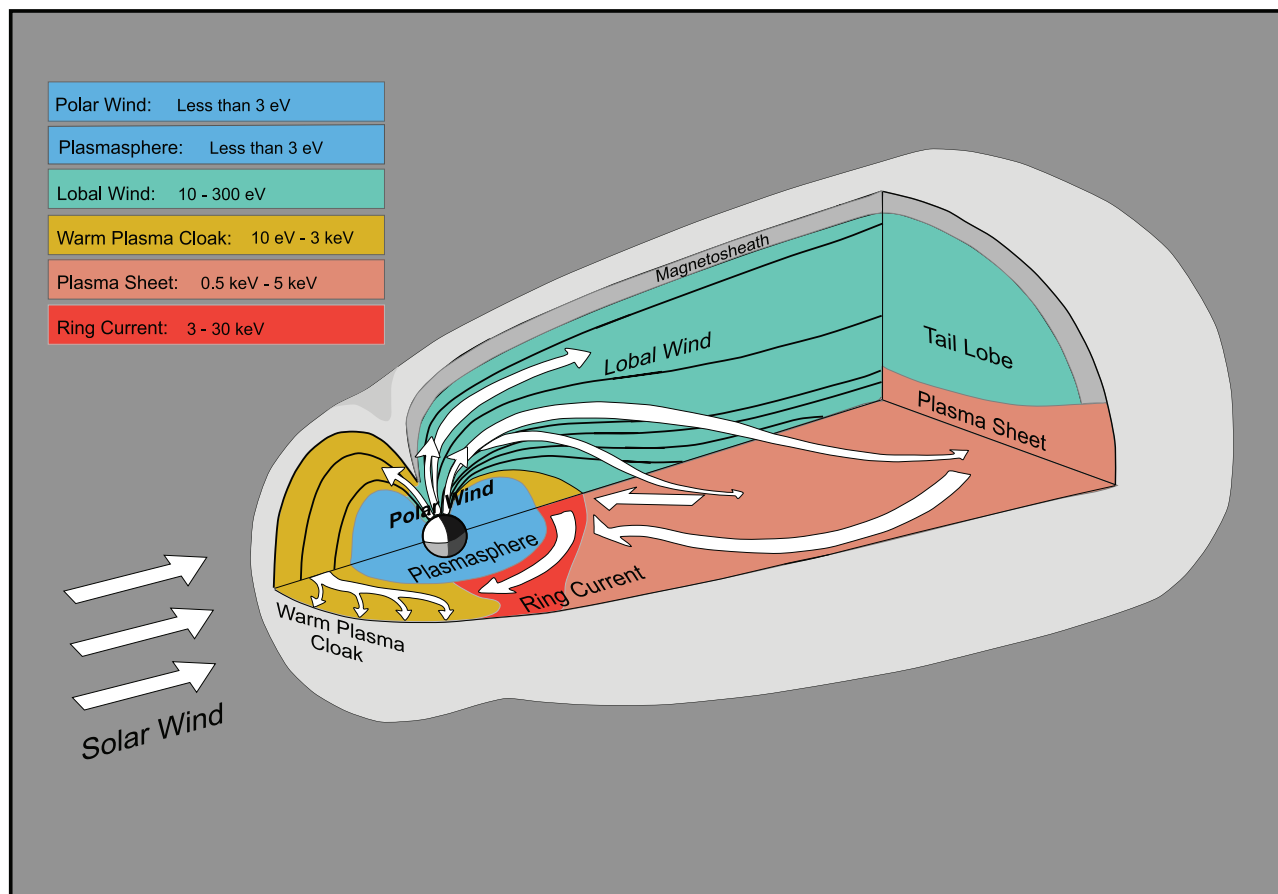 Polar Wind: Less than 3 eV
Plasmasphere: Less than 3 eV
Lobal Wind: 10 - 300 eV
Warm Plasma Cloak: 10 eV - 3 keV
Plasma Sheet: 0.5 keV - 5 keV
Ring Current: 3 - 30 keV
Magnetosheath
Lobal Wind
Tail Lobe
Plasma Sheet
Polar Wind
Plasmasphere
Ring Current
Warm Plasma
Cloak
Solar Wind